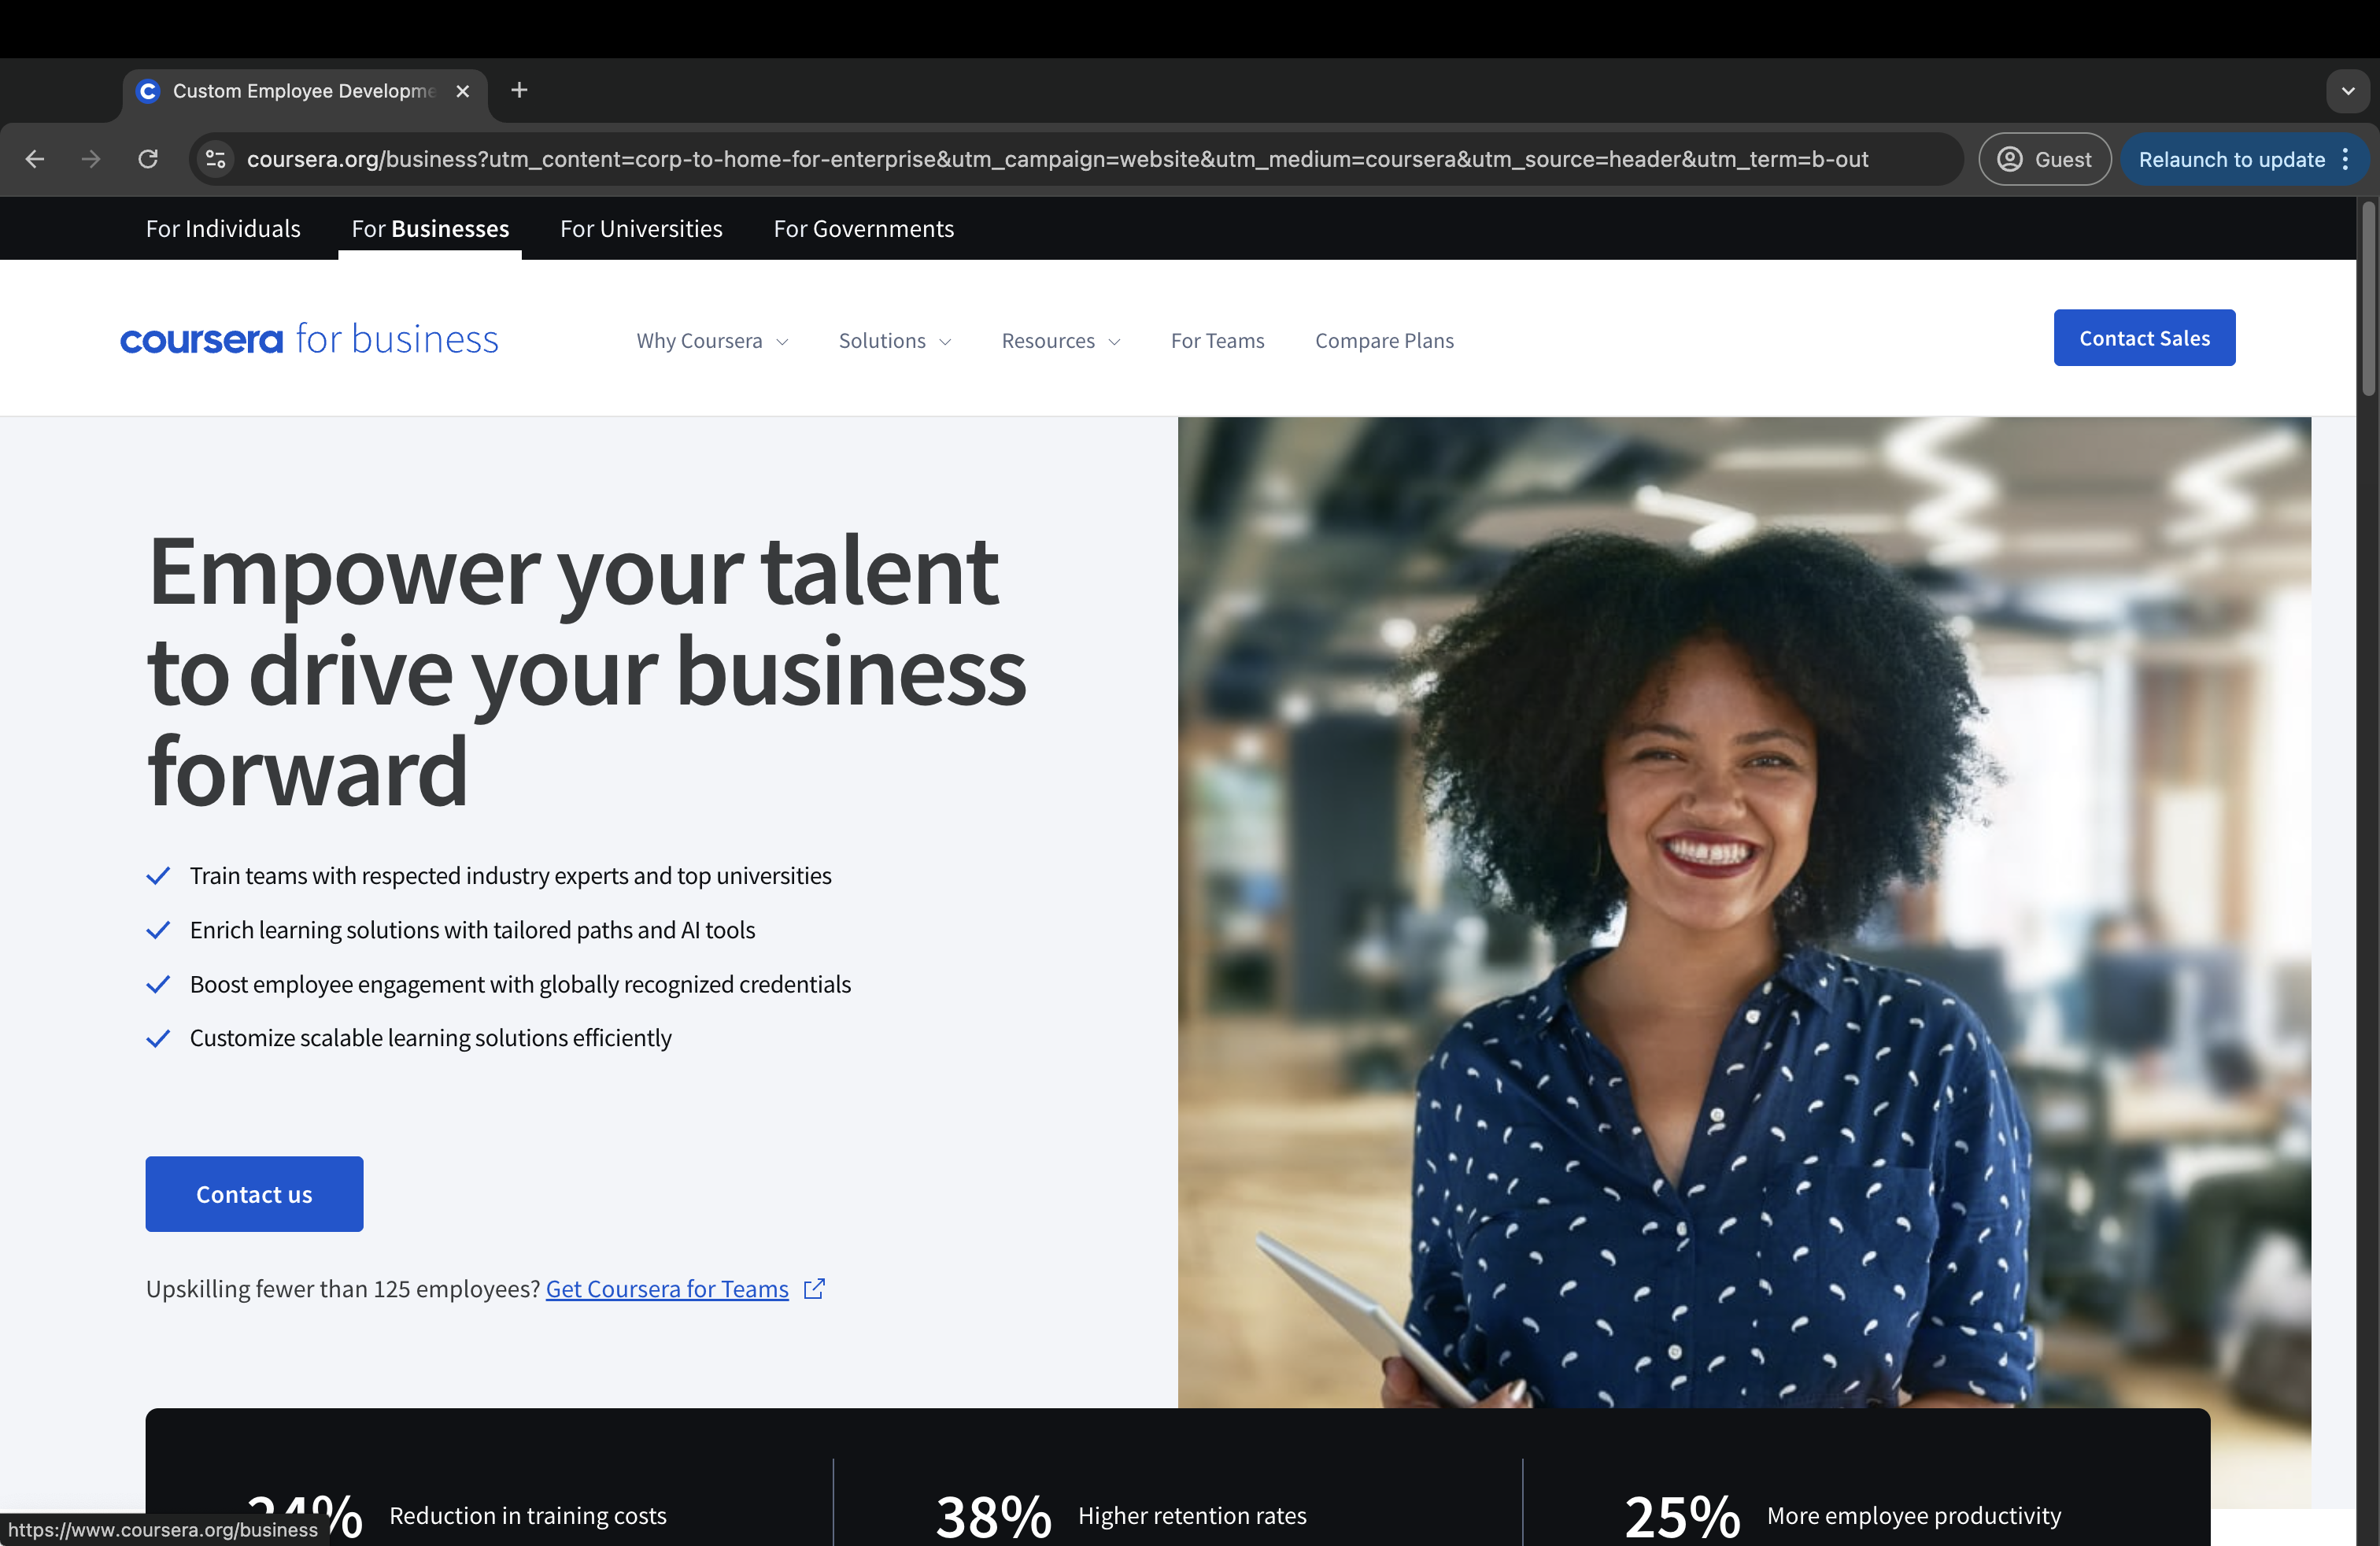 Custom Employee Developme
coursera.org/business?utm_content=corp-to-home-for-enterprise&utm_campaign=website&utm_medium=coursera&utm_source=header&utm_term=b-out
Guest
Relaunch to update
For Individuals
For Businesses
For Universities
For Governments
coursera for business
Why Coursera
Solutions
Resources
For Teams
Compare Plans
Contact Sales
Empower your talent
to drive your business
forward
Train teams with respected industry experts and top universities
Enrich learning solutions with tailored paths and AI tools
Boost employee engagement with globally recognized credentials
Customize scalable learning solutions efficiently
Contact us
Upskilling fewer than 125 employees? Get Coursera for Teams
Reduction in training costs
38% Higher retention rates
25% More employee productivity
https://www.coursera.org/business